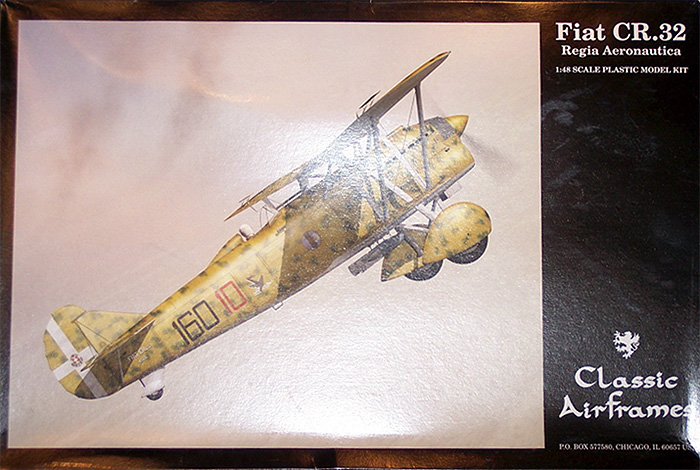 Fiat CR.32
Regia Aeronautica
1:48 SCALE PLASTIC MODEL KIT
160 10
Classic
Airframes
P.O. BOX 577580, CHICAGO, IL 60657